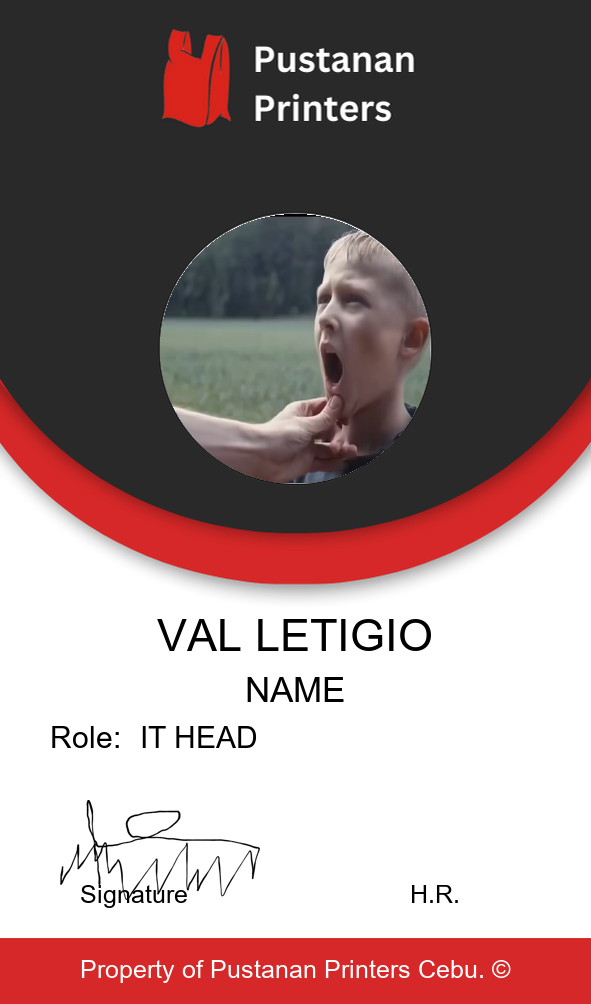 Pustanan
Printers
VAL LETIGIO
NAME
Role: IT HEAD
Signature
H.R.
Property of Pustanan Printers Cebu. ©